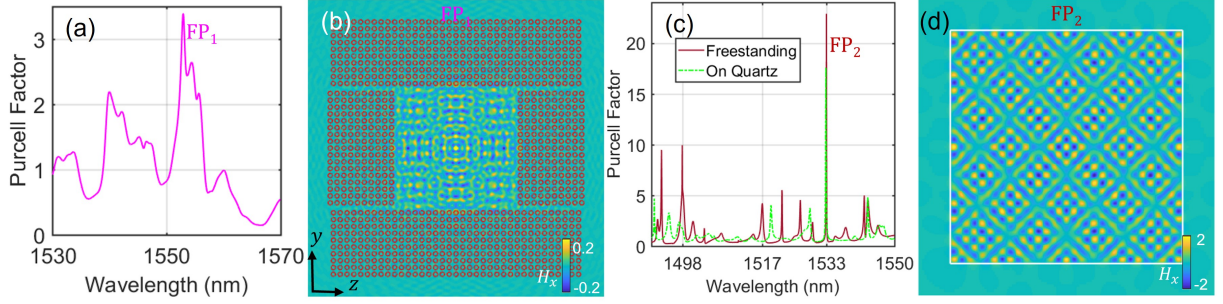 (a)
FP₁
3
2
1
0
Purcell Factor
1530 1553 1570
Wavelength (nm)
(b)
FP₁
y
z
0.2
Hₓ
-0.2
(c)
Freestanding
On Quartz
FP₂
20
15
10
5
0
Purcell Factor
1498 1517 1533 1550
Wavelength (nm)
(d)
FP₂
2
Hₓ
-2